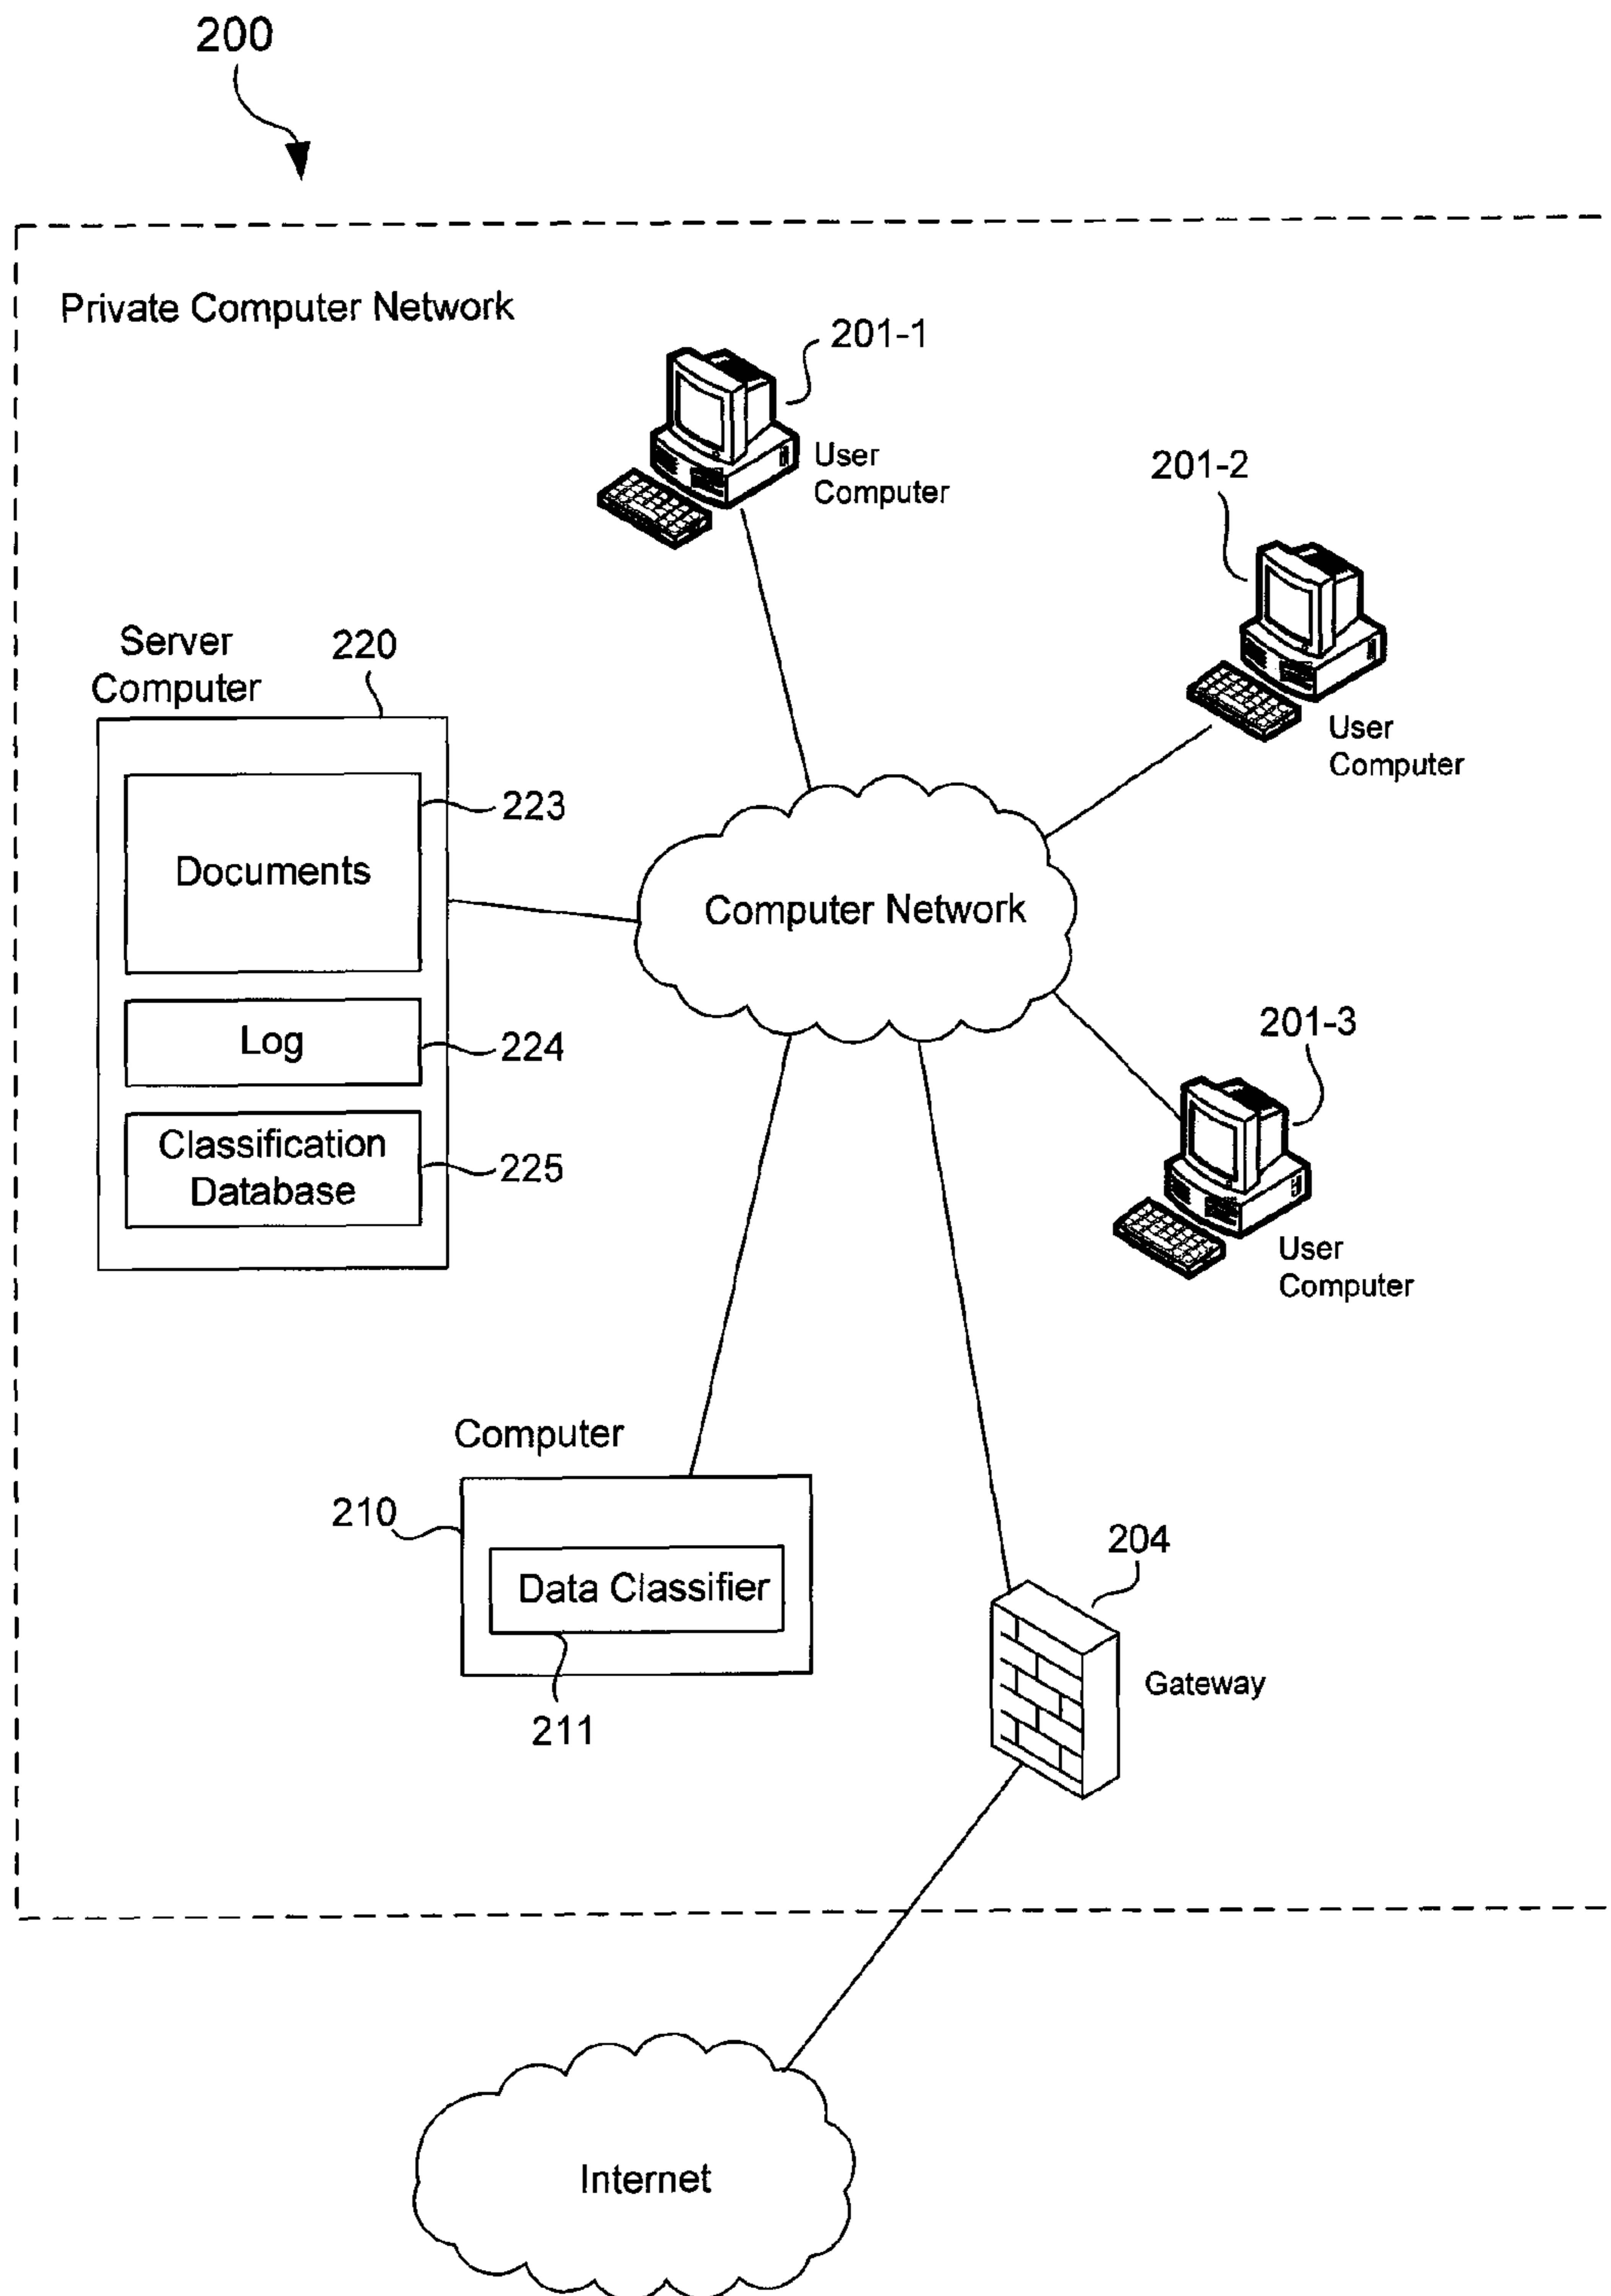 200
Private Computer Network
201-1
User
Computer
201-2
User
Computer
Server
Computer
220
223
Documents
Computer Network
Log
224
201-3
Classification
Database
225
User
Computer
Computer
210
Data Classifier
211
204
Gateway
Internet